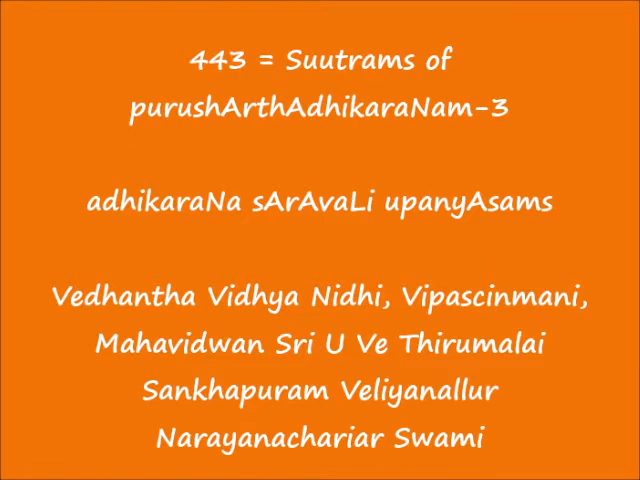 443 = Suutrams of
purushArthAdhikaraNam-3
adhikaraNa sArAvaLi upanyAsams
Vedhantha Vidhya Nidhi, Vipascinmani,
Mahavidwan Sri U Ve Thirumalai
Sankhapuram Veliyanallur
Narayanachariar Swami